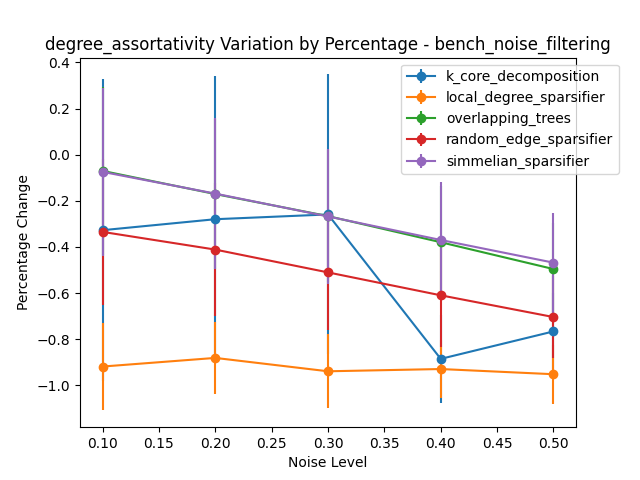 degree_assortativity Variation by Percentage - bench_noise_filtering
k_core_decomposition
local_degree_sparsifier
overlapping_trees
random_edge_sparsifier
simmelian_sparsifier
Percentage Change
0.4
0.2
0.0
−0.2
−0.4
−0.6
−0.8
−1.0
0.10 0.15 0.20 0.25 0.30 0.35 0.40 0.45 0.50
Noise Level